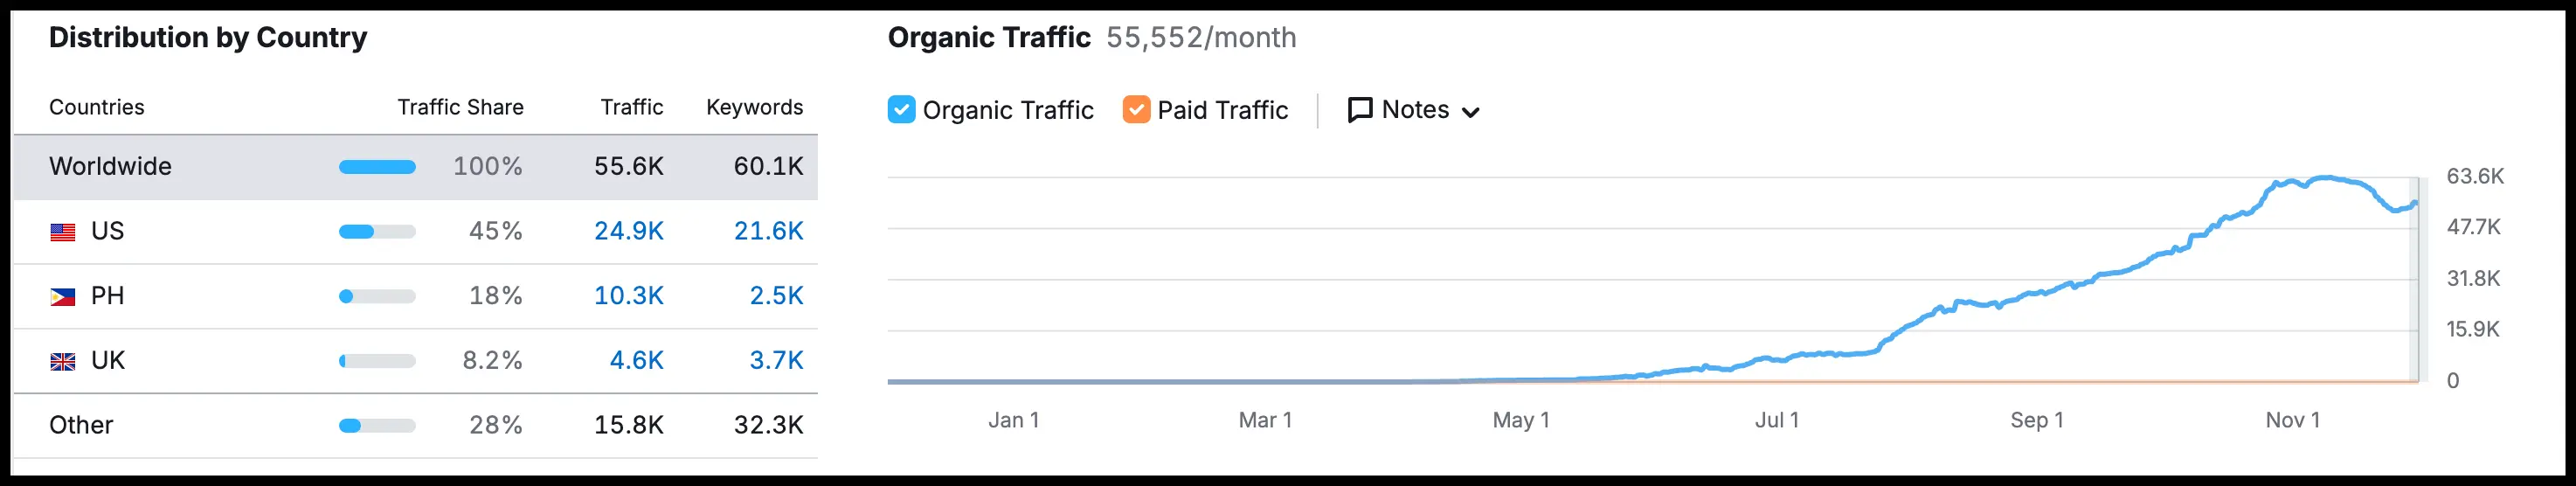 Distribution by Country
Countries Traffic Share Traffic Keywords
Worldwide 100% 55.6K 60.1K
US 45% 24.9K 21.6K
PH 18% 10.3K 2.5K
UK 8.2% 4.6K 3.7K
Other 28% 15.8K 32.3K
Organic Traffic 55,552/month
Organic Traffic Paid Traffic Notes
63.6K
47.7K
31.8K
15.9K
0
Jan 1 Mar 1 May 1 Jul 1 Sep 1 Nov 1